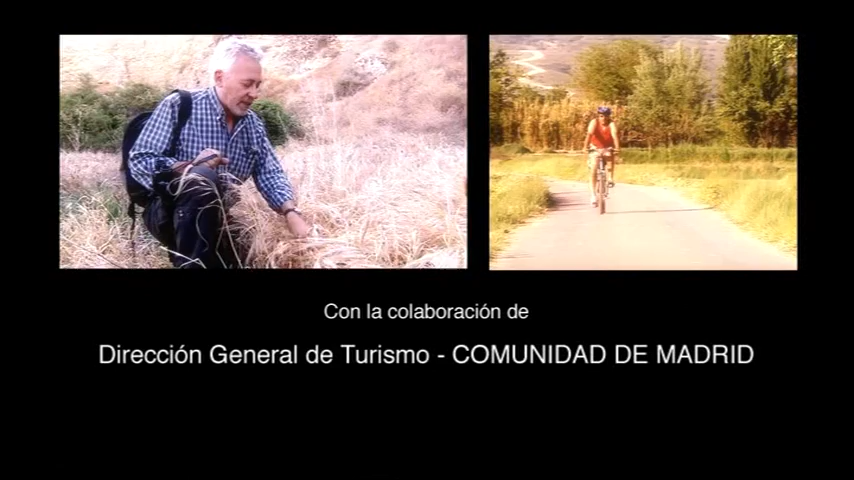 Con la colaboración de
Dirección General de Turismo - COMUNIDAD DE MADRID